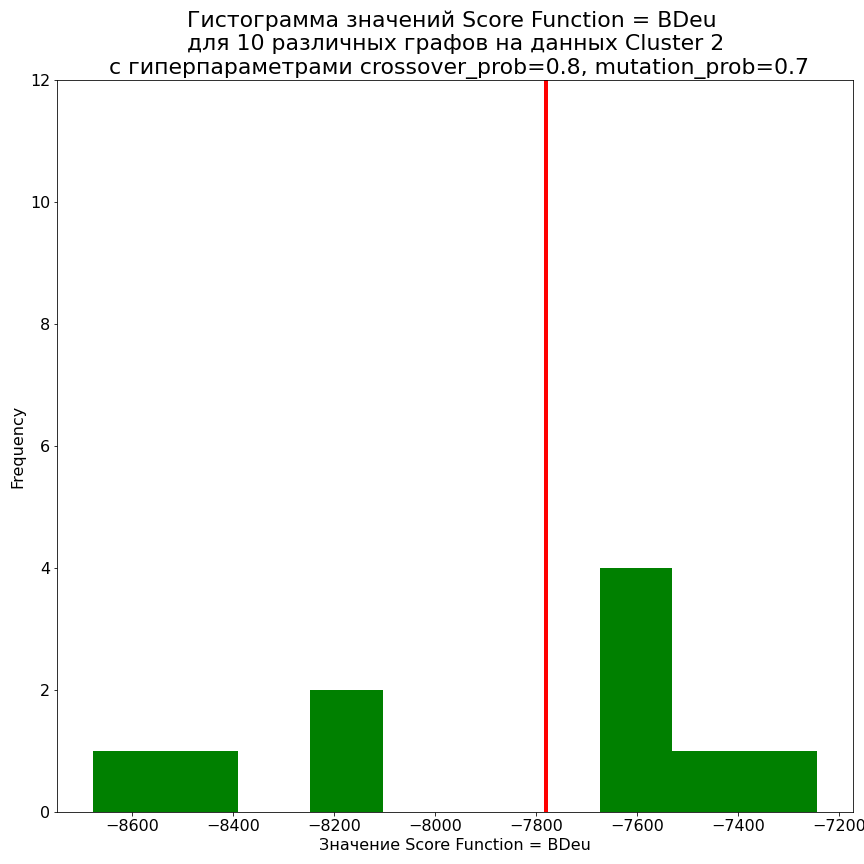 Гистограмма значений Score Function = BDeu
для 10 различных графов на данных Cluster 2
с гиперпараметрами crossover_prob=0.8, mutation_prob=0.7
12
10
8
6
4
2
0
Frequency
−8600 −8400 −8200 −8000 −7800 −7600 −7400 −7200
Значение Score Function = BDeu